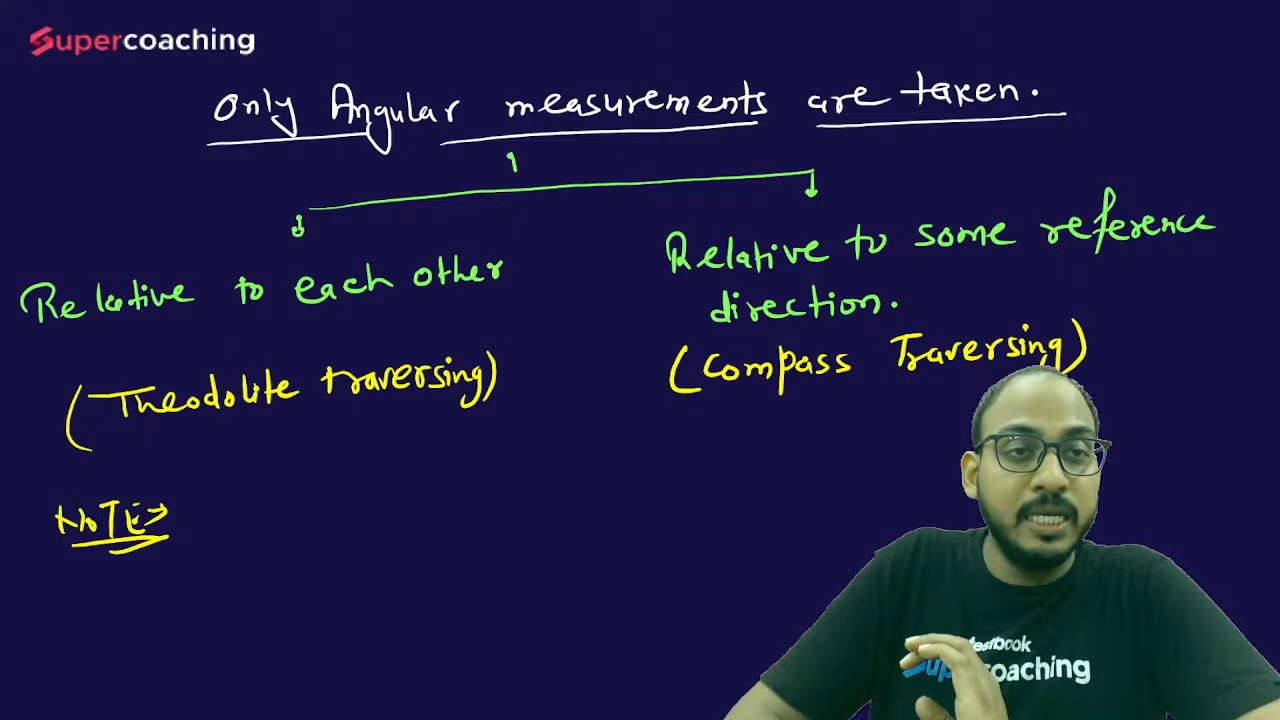 Supercoaching
Only Angular measurements are taken.
Relative to each other
Relative to some reference
direction.
(Theodolite traversing)
(Compass Traversing)
NOTE→
testbook
Supercoaching